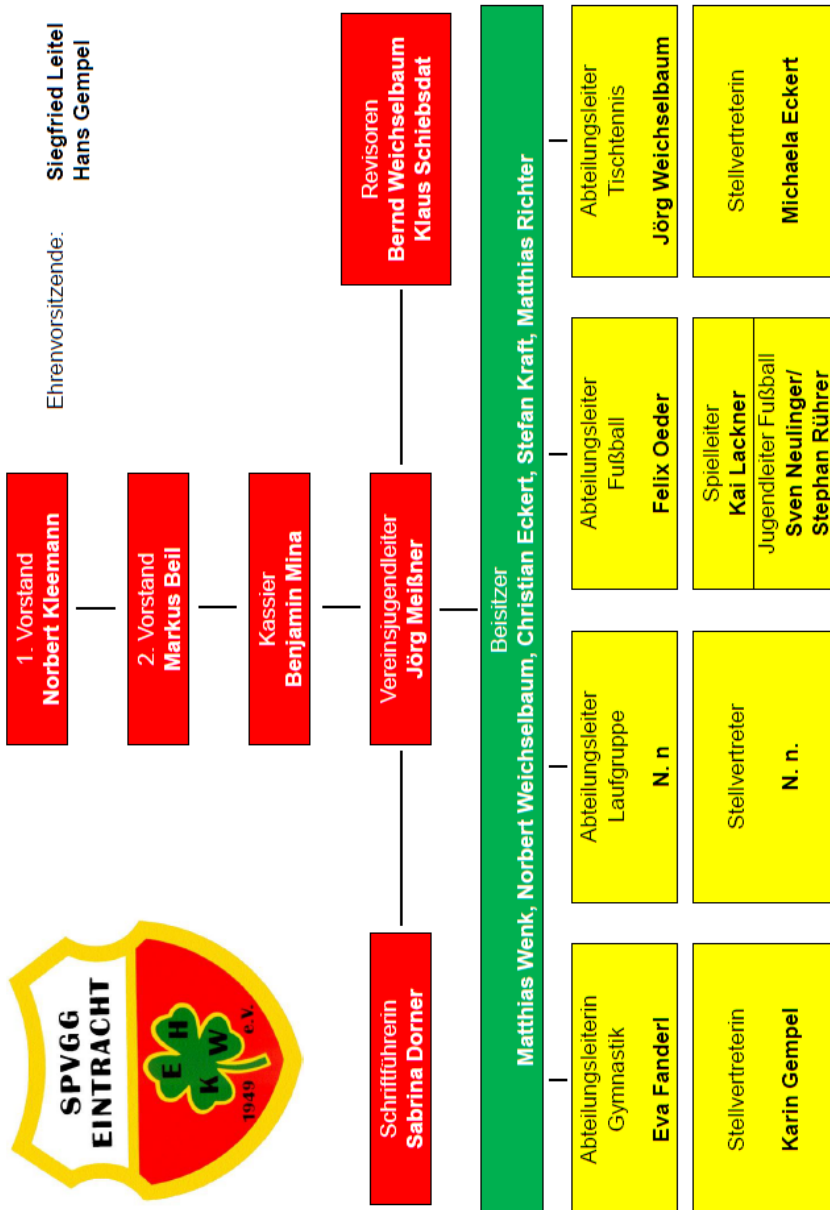 SPVGG
EINTRACHT
E H
K W
1949 e.V.
1. Vorstand
Norbert Kleemann
Ehrenvorsitzende:
Siegfried Leitel
Hans Gempel
2. Vorstand
Markus Beil
Kassier
Benjamin Mina
Schriftführerin
Sabrina Dorner
Vereinsjugendleiter
Jörg Meißner
Revisoren
Bernd Weichselbaum
Klaus Schiebsdat
Beisitzer
Matthias Wenk, Norbert Weichselbaum, Christian Eckert, Stefan Kraft, Matthias Richter
Abteilungsleiterin
Gymnastik
Eva Fanderl
Abteilungsleiter
Laufgruppe
N. n
Abteilungsleiter
Fußball
Felix Oeder
Abteilungsleiter
Tischtennis
Jörg Weichselbaum
Stellvertreterin
Karin Gempel
Stellvertreter
N. n.
Spielleiter
Kai Lackner
Jugendleiter Fußball
Sven Neulinger/
Stephan Rührer
Stellvertreterin
Michaela Eckert